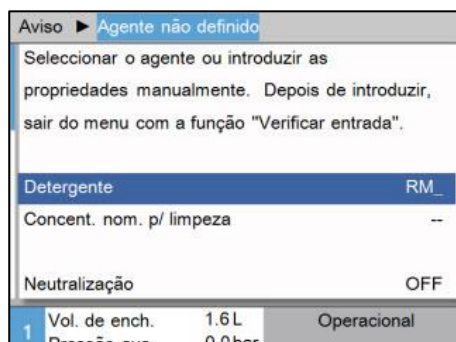 Aviso ► Agente não definido
Seleccionar o agente ou introduzir as
propriedades manualmente. Depois de introduzir,
sair do menu com a função "Verificar entrada".
Detergente RM_
Concent. nom. p/ limpeza --
Neutralização OFF
1 Vol. de ench. 1.6 L Operacional